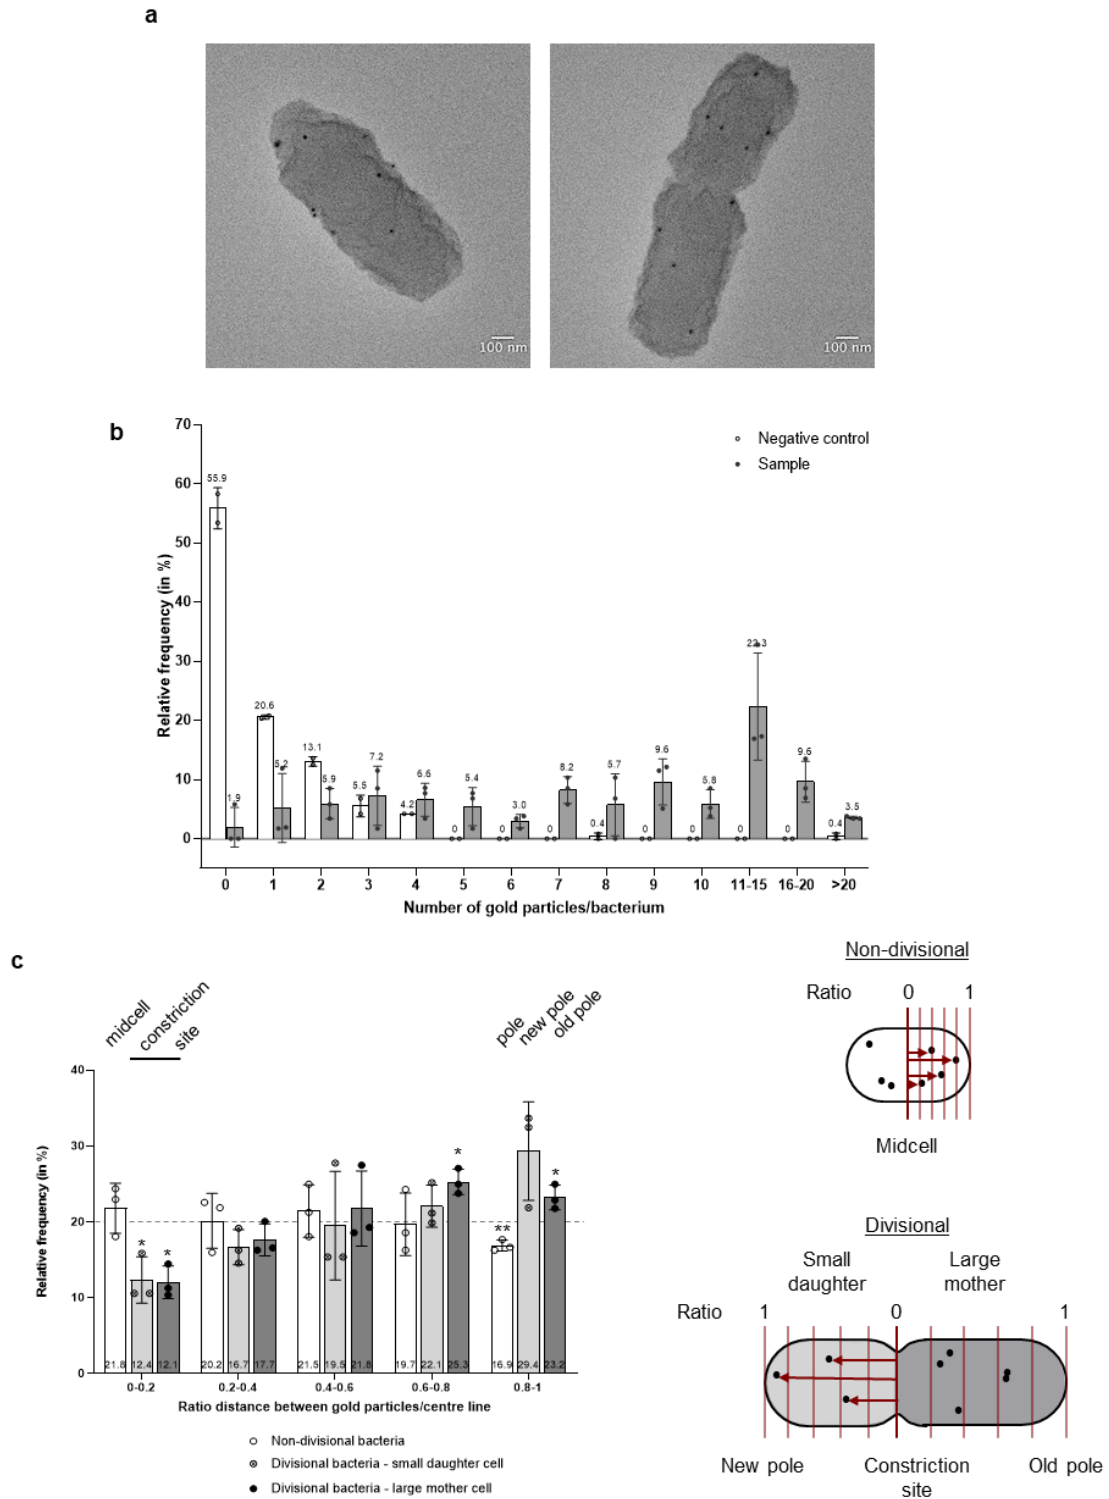 a
100 nm
100 nm
b
Negative control
Sample
Relative frequency (in %)
70
60
50
40
30
20
10
0
55.9
1.9
20.6
5.2
13.1
5.9
5.5
7.2
4.2
6.6
0
5.4
0
3.0
0
8.2
0.4
5.7
0
9.6
0
5.8
0
22.3
0
9.6
0.4
3.5
0 1 2 3 4 5 6 7 8 9 10 11-15 16-20 >20
Number of gold particles/bacterium
c
midcell
constriction
site
pole
new pole
old pole
Relative frequency (in %)
40
30
20
10
0
* *
*
** *
21.8 12.4 12.1 20.2 16.7 17.7 21.5 19.5 21.8 19.7 22.1 25.3 16.9 29.4 23.2
0-0.2 0.2-0.4 0.4-0.6 0.6-0.8 0.8-1
Ratio distance between gold particles/centre line
Non-divisional bacteria
Divisional bacteria - small daughter cell
Divisional bacteria - large mother cell
Non-divisional
Ratio 0 1
Midcell
Divisional
Small
daughter
Large
mother
Ratio 1 0 1
New pole
Constriction
site
Old pole